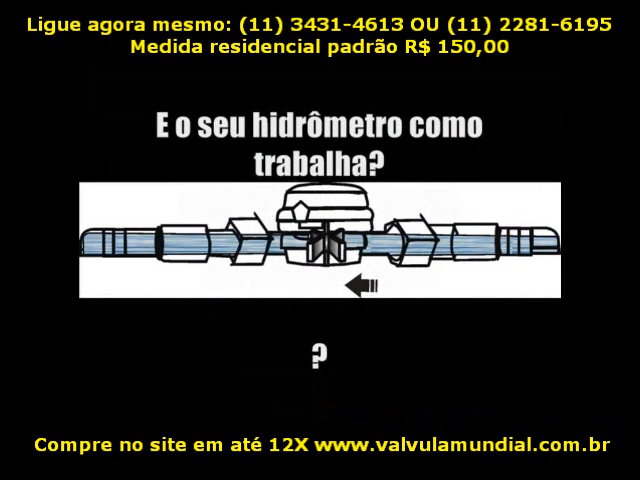 Ligue agora mesmo: (11) 3431-4613 OU (11) 2281-6195
Medida residencial padrão R$ 150,00
E o seu hidrômetro como
trabalha?
?
Compre no site em até 12X www.valvulamundial.com.br